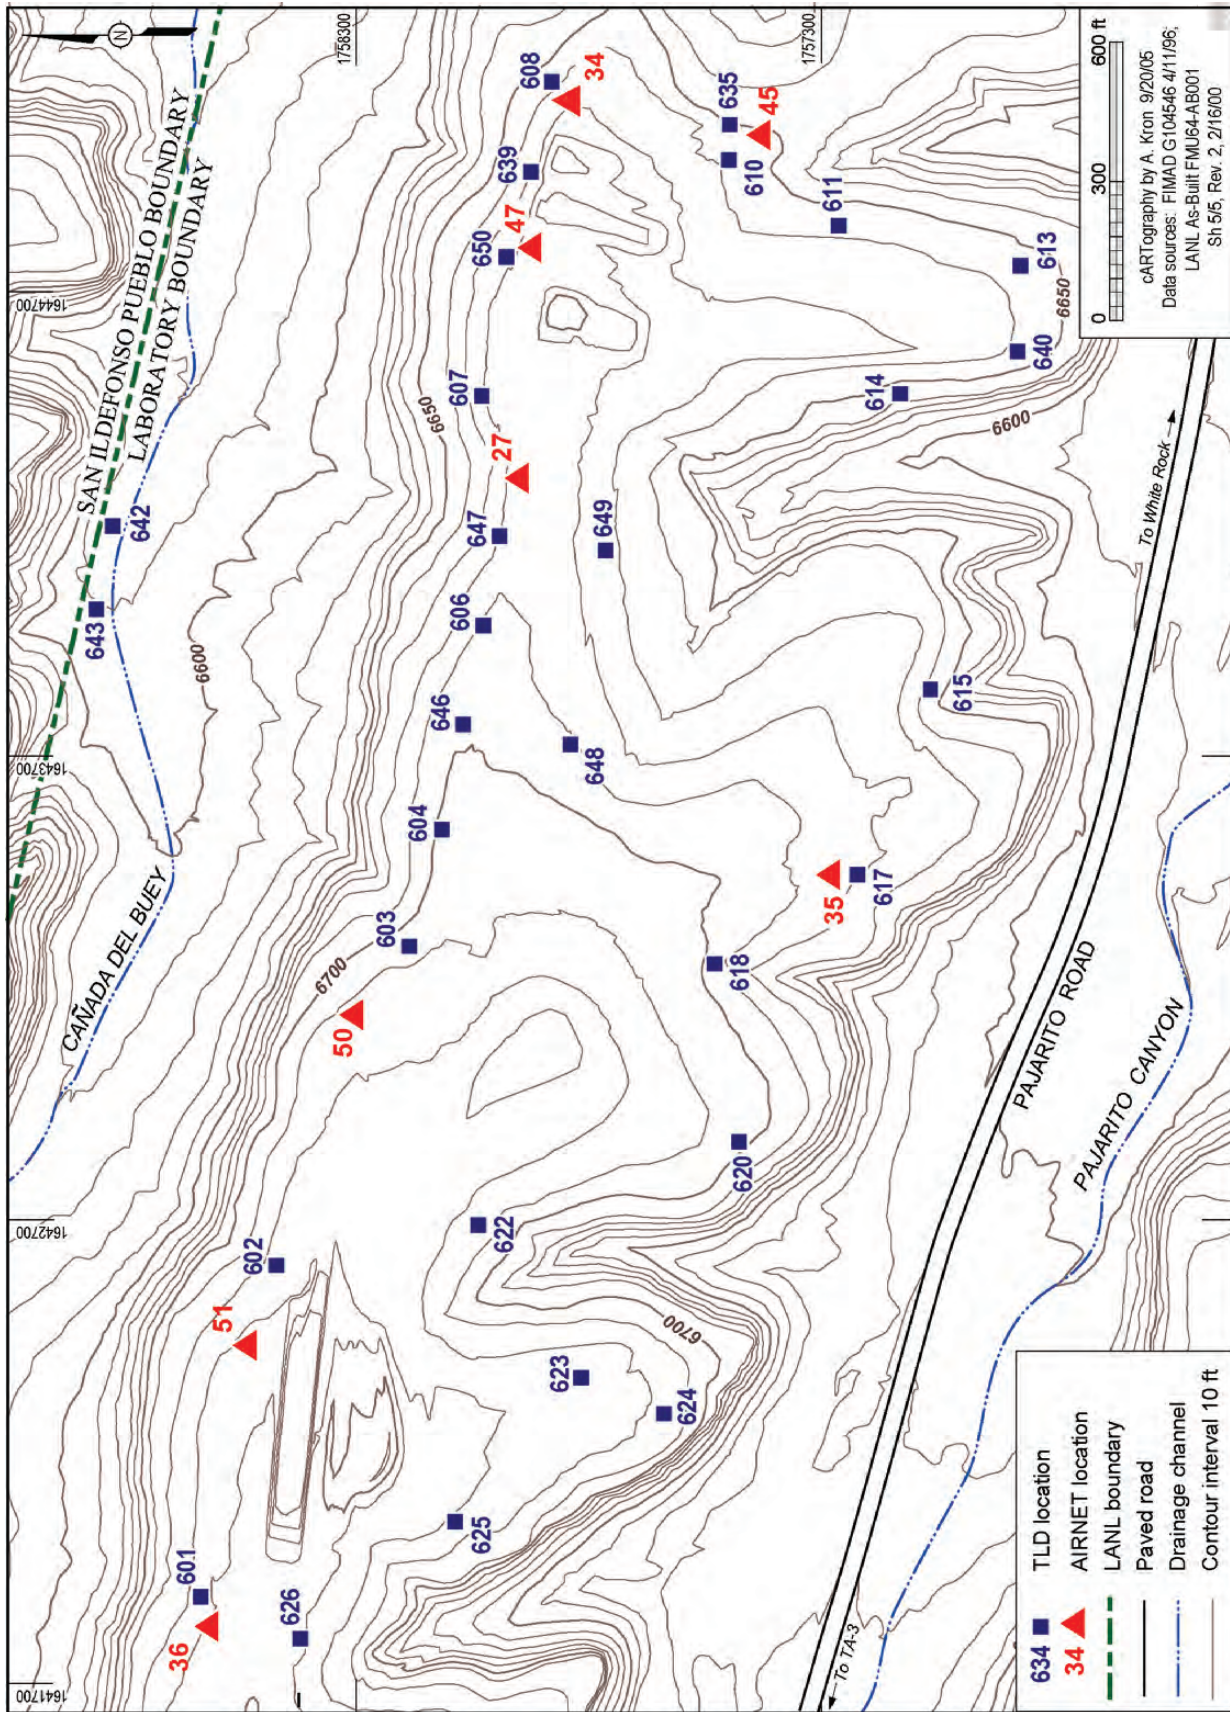 SAN ILDEFONSO PUEBLO BOUNDARY
LABORATORY BOUNDARY
CAÑADA DEL BUEY
N
1641700
1642700
1643700
1644700
1758300
1757300
643
642
6600
6650
6700
36
601
626
51
602
50
603
604
646
606
647
27
607
650
47
639
608
34
625
623
624
622
620
618
648
649
35
617
615
614
640
613
611
610
635
45
6700
6600
6650
PAJARITO ROAD
PAJARITO CANYON
To TA-3
To White Rock
634 TLD location
34 AIRNET location
LANL boundary
Paved road
Drainage channel
Contour interval 10 ft
0 300 600 ft
cARTography by A. Kron 9/20/05
Data sources: FIMAD G104546 4/11/96;
LANL As-Built FMU64-AB001
Sh 5/5, Rev. 2, 2/16/00